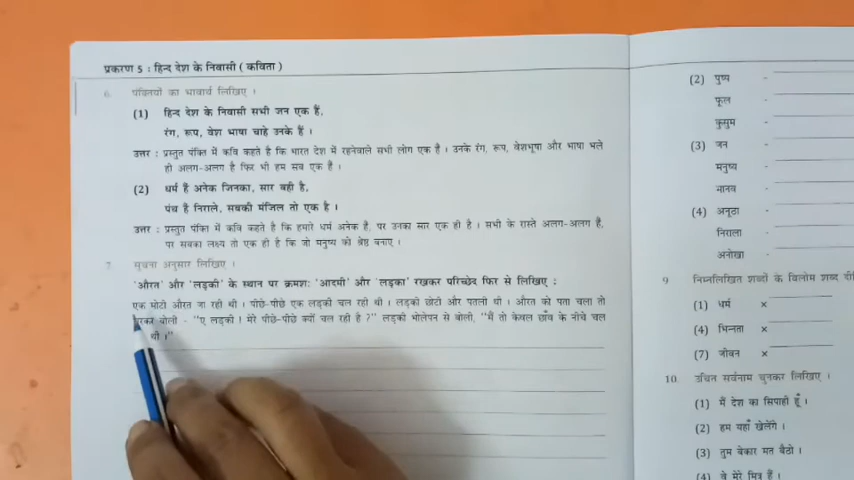 प्रकरण 5 : हिन्द देश के निवासी ( कविता )
6. पंक्तियों का भावार्थ लिखिए ।
(1) हिन्द देश के निवासी सभी जन एक हैं,
रंग, रूप, वेश भाषा चाहे उनके हैं ।
उत्तर : प्रस्तुत पंक्ति में कवि कहते है कि भारत देश में रहनेवाले सभी लोग एक है । उनके रंग, रूप, वेशभूषा और भाषा भले
ही अलग-अलग है फिर भी हम सब एक है ।
(2) धर्म हैं अनेक जिनका, सार वही है,
पंथ है निराले, सबकी मंजिल तो एक है ।
उत्तर : प्रस्तुत पंक्ति में कवि कहते है कि हमारे धर्म अनेक हैं, पर उनका सार एक ही है । सभी के रास्ते अलग-अलग हैं,
पर सबका लक्ष्य तो एक ही है कि जो मनुष्य को श्रेष्ठ बनाए ।
7. सूचना अनुसार लिखिए ।
'औरत' और 'लड़की' के स्थान पर क्रमशः 'आदमी' और 'लड़का' रखकर परिच्छेद फिर से लिखिए :
एक मोटी औरत जा रही थी । पीछे-पीछे एक लड़की चल रही थी । लड़की छोटी और पतली थी । औरत को पता चला तो
बोली - "ए लड़की ! मेरे पीछे-पीछे क्यों चल रही है ?" लड़की भोलेपन से बोली, "मैं तो केवल छाँव के नीचे चल
थी ।"
(2) पुष्प -
फूल -
कुसुम -
(3) जन -
मनुष्य -
मानव -
(4) अनूठा -
निराला -
अनोखा -
9 निम्नलिखित शब्दों के विलोम शब्द
(1) धर्म ×
(4) भिन्नता ×
(7) जीवन ×
10. उचित सर्वनाम चुनकर लिखिए ।
(1) मैं देश का सिपाही हूँ ।
(2) हम यहाँ खेलेंगे ।
(3) तुम बेकार मत बैठो ।
(4) वे मेरे मित्र हैं ।